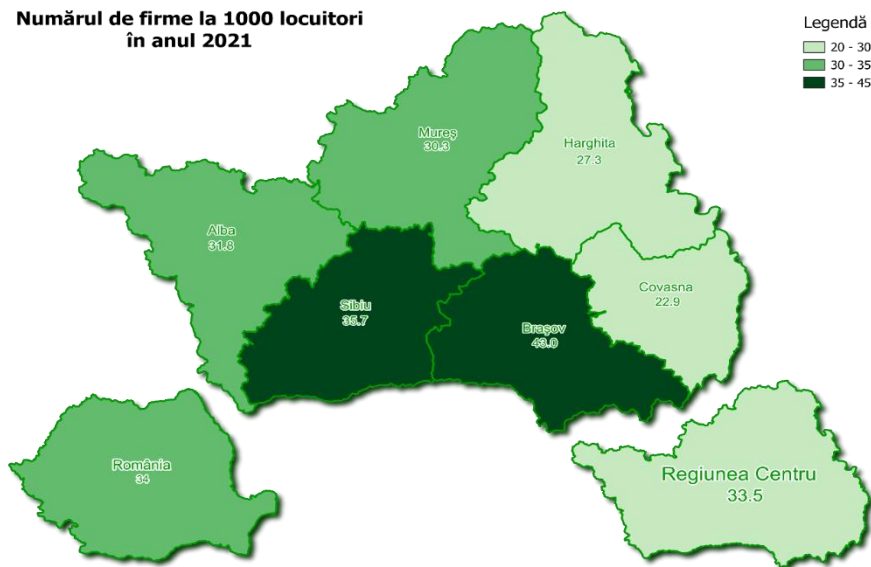 Numărul de firme la 1000 locuitori
în anul 2021
Legendă
20 - 30
30 - 35
35 - 45
Mureș
30.3
Harghita
27.3
Alba
31.8
Covasna
22.9
Sibiu
35.7
Brașov
43.0
România
34
Regiunea Centru
33.5